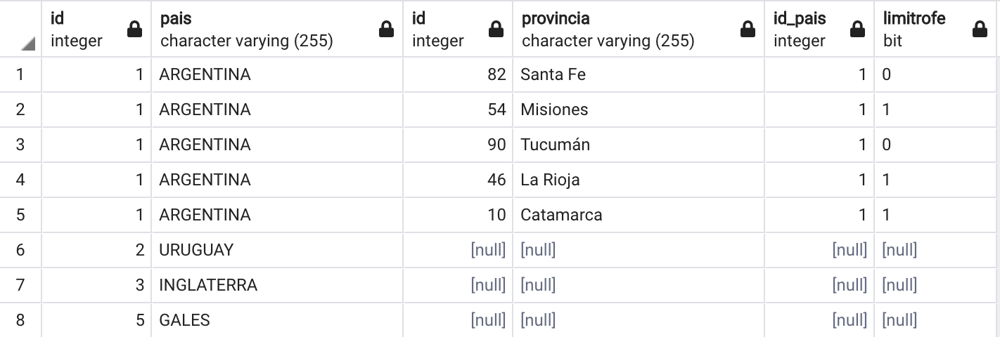 id pais id provincia id_pais limitrofe
integer character varying (255) integer character varying (255) integer bit
1 1 ARGENTINA 82 Santa Fe 1 0
2 1 ARGENTINA 54 Misiones 1 1
3 1 ARGENTINA 90 Tucumán 1 0
4 1 ARGENTINA 46 La Rioja 1 1
5 1 ARGENTINA 10 Catamarca 1 1
6 2 URUGUAY [null] [null] [null] [null]
7 3 INGLATERRA [null] [null] [null] [null]
8 5 GALES [null] [null] [null] [null]